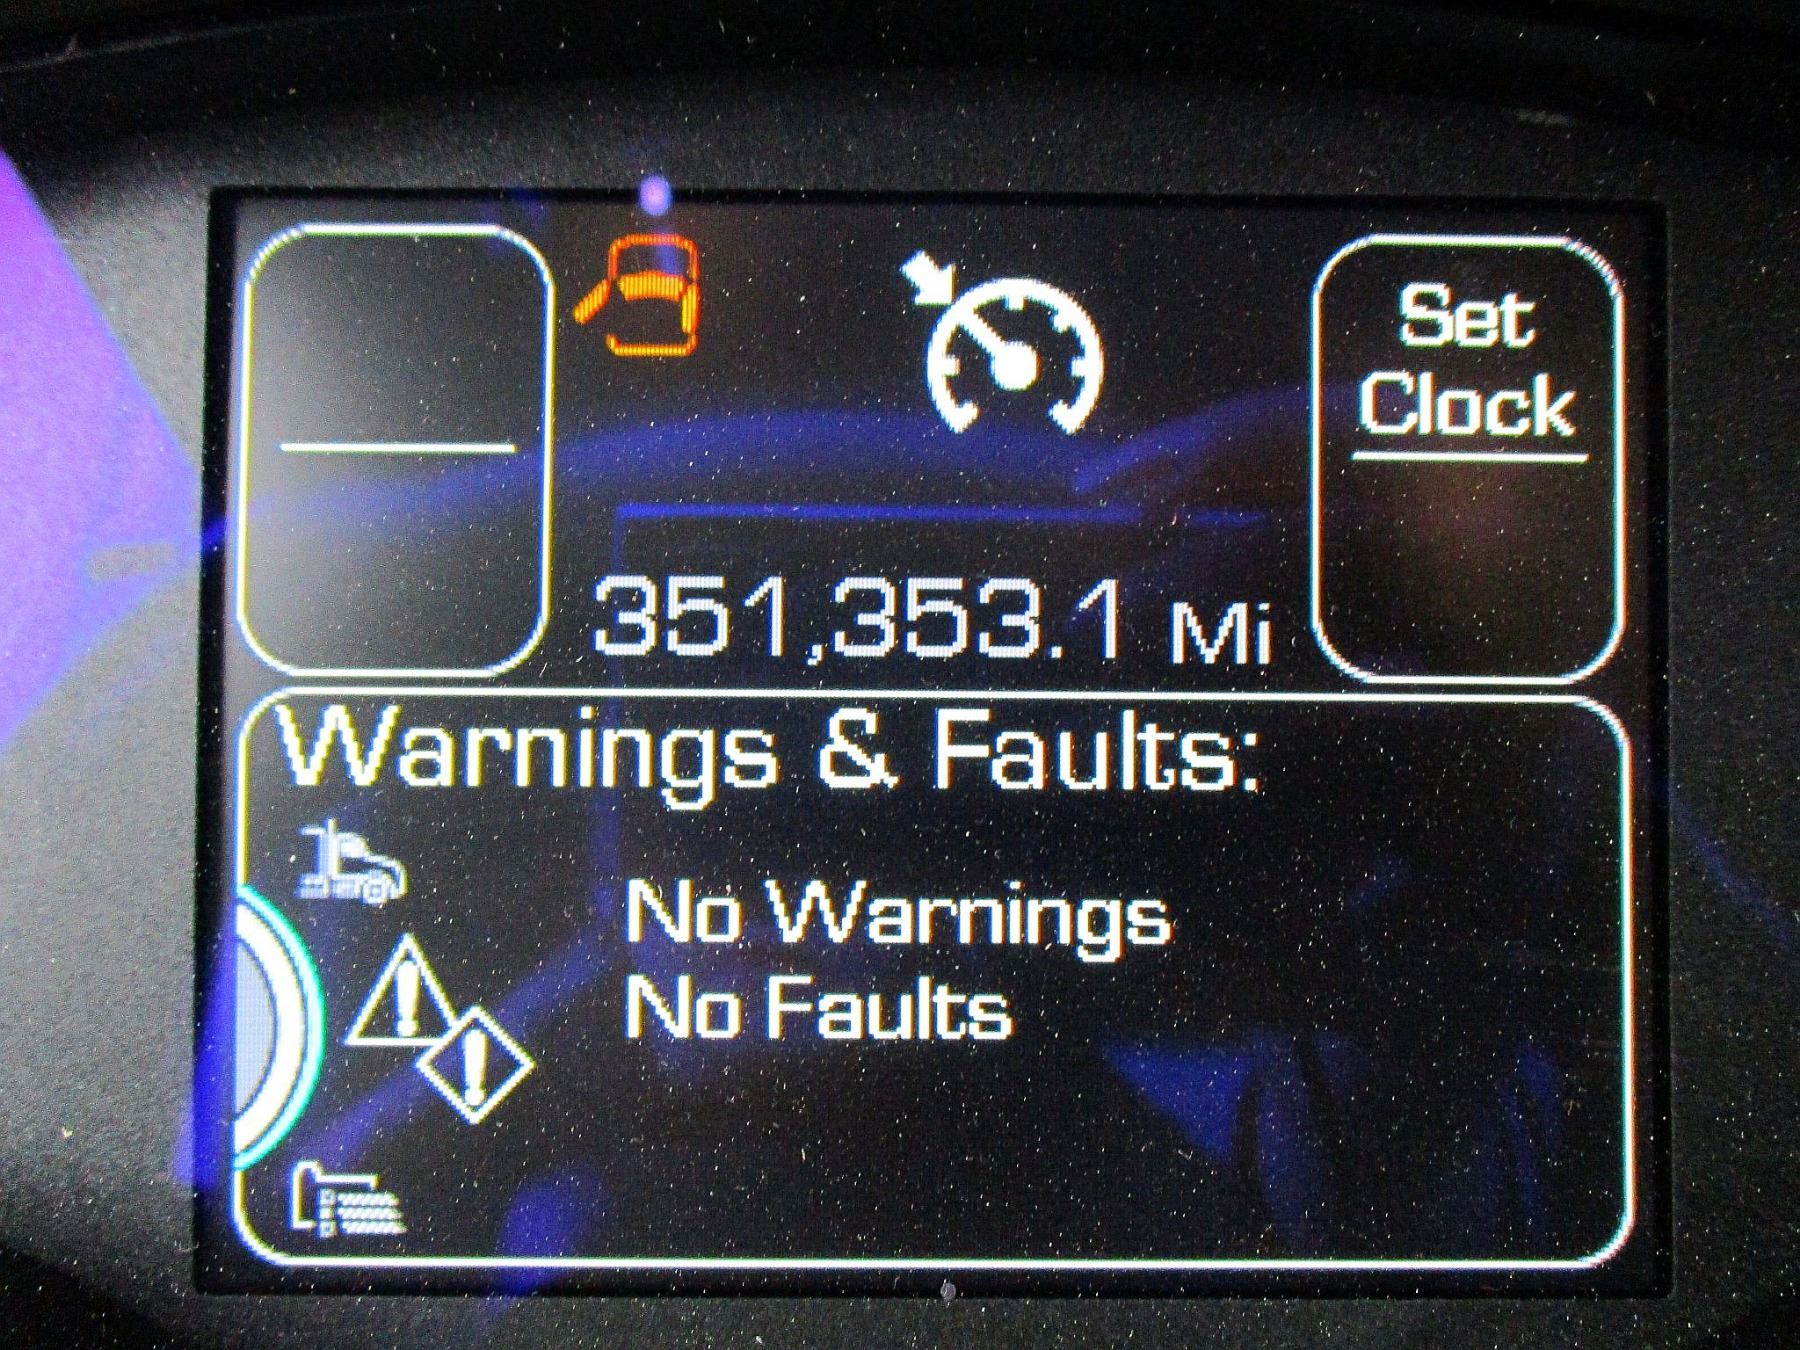 Set
Clock
351,353.1 Mi
Warnings & Faults:
No Warnings
No Faults